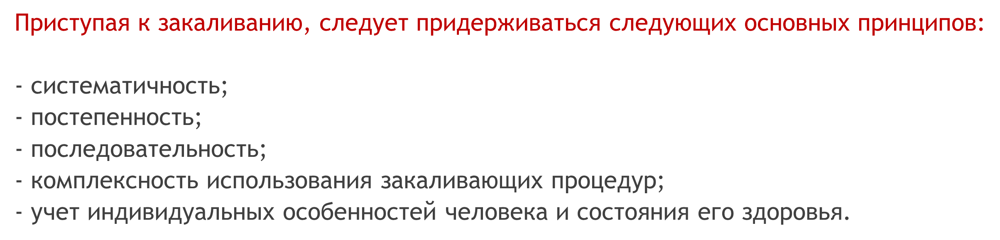 Приступая к закаливанию, следует придерживаться следующих основных принципов:
- систематичность;
- постепенность;
- последовательность;
- комплексность использования закаливающих процедур;
- учет индивидуальных особенностей человека и состояния его здоровья.